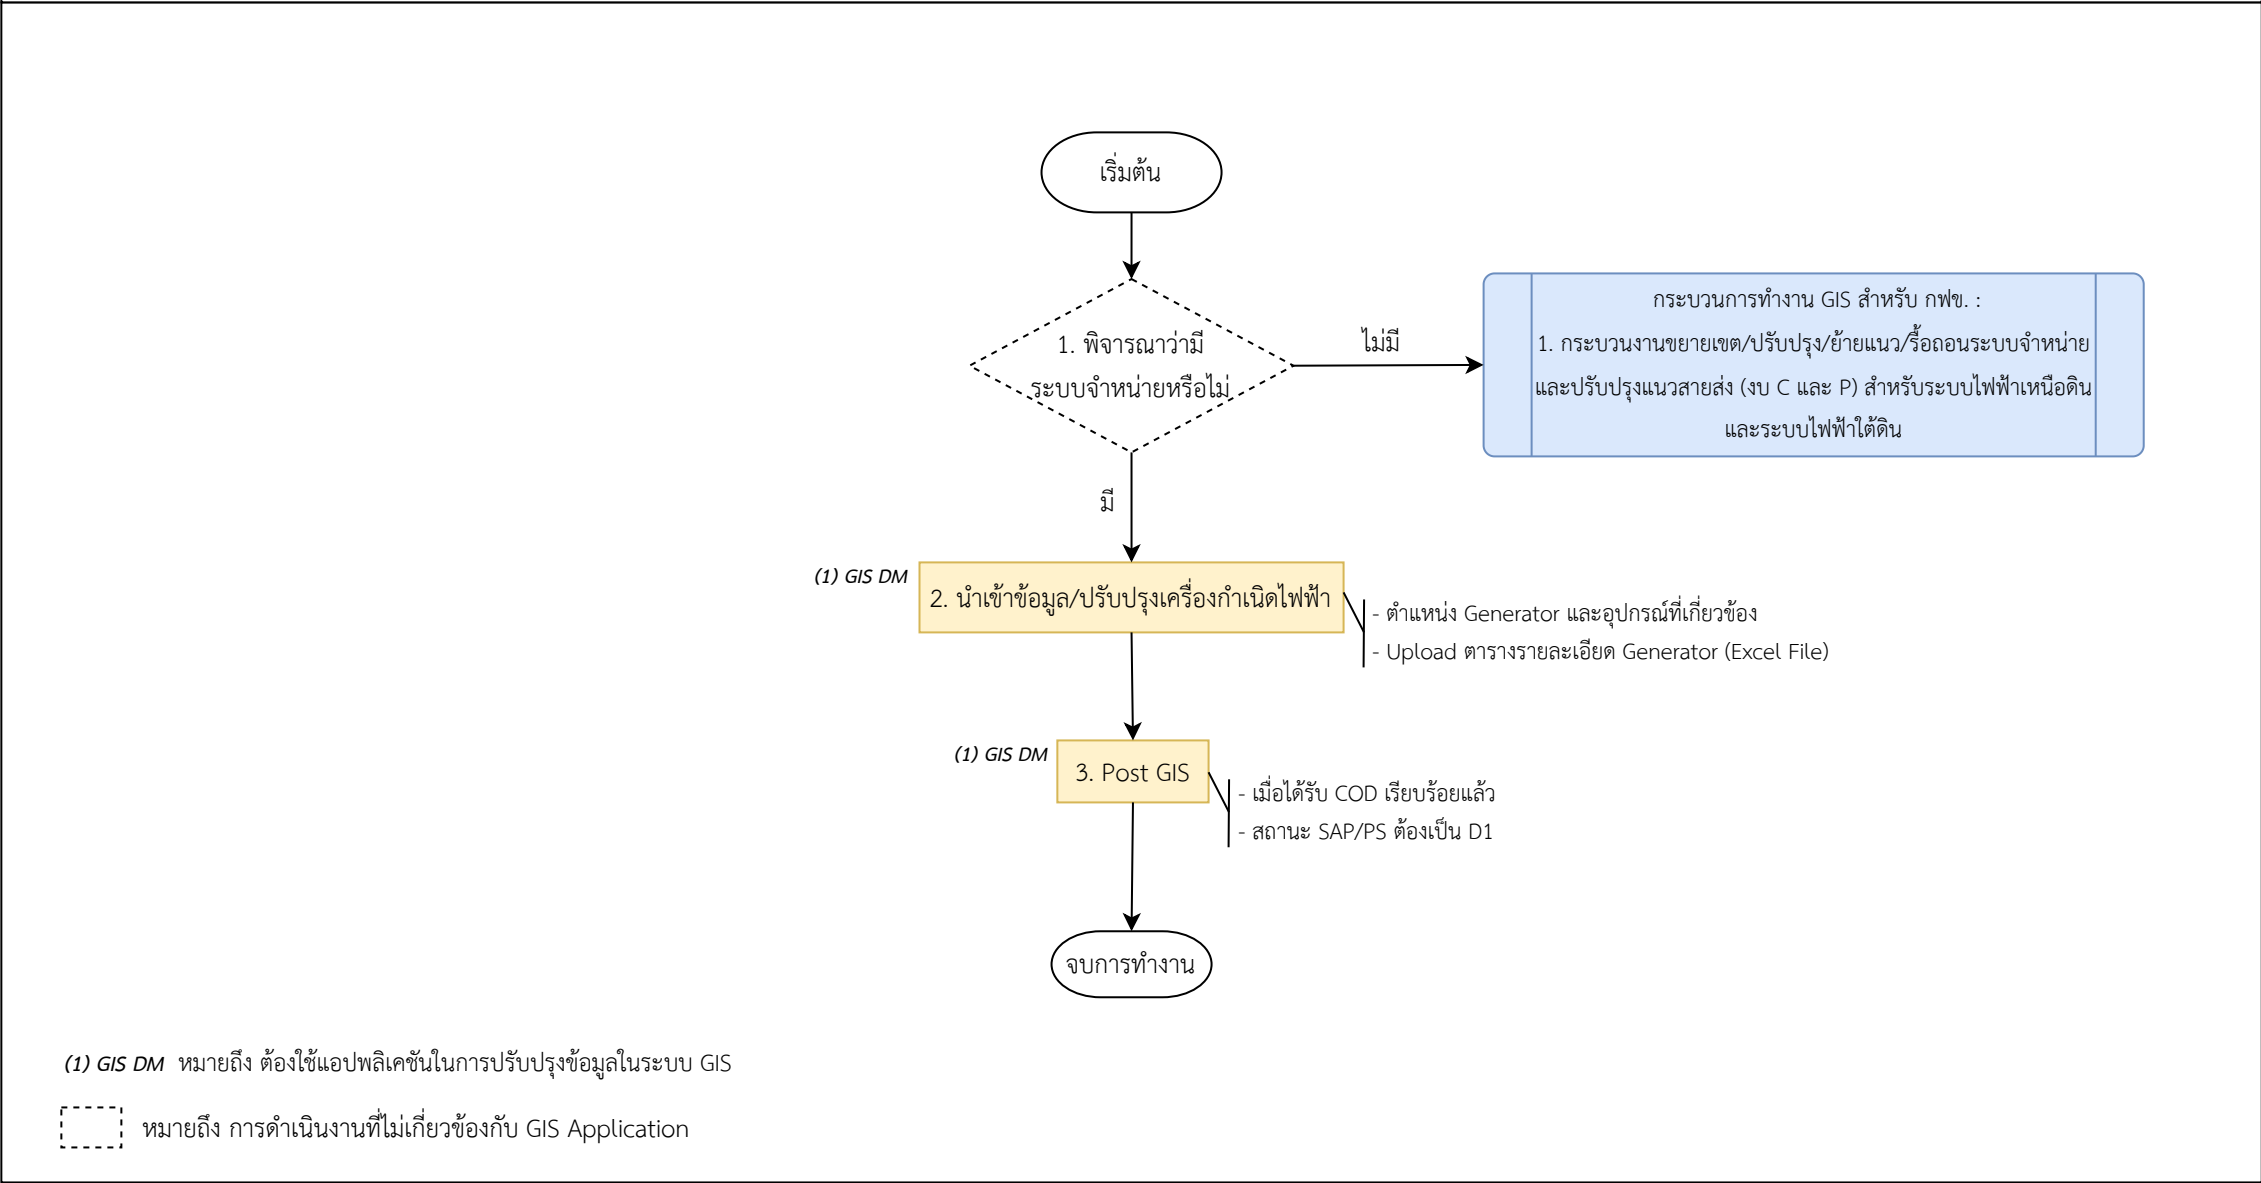 เริ่มต้น
1. พิจารณาว่ามี
ระบบจำหน่ายหรือไม่
ไม่มี
กระบวนการทำงาน GIS สำหรับ กฟข. :
1. กระบวนงานขยายเขต/ปรับปรุง/ย้ายแนว/รื้อถอนระบบจำหน่าย
และปรับปรุงแนวสายส่ง (งบ C และ P) สำหรับระบบไฟฟ้าเหนือดิน
และระบบไฟฟ้าใต้ดิน
มี
(1) GIS DM
2. นำเข้าข้อมูล/ปรับปรุงเครื่องกำเนิดไฟฟ้า
- ตำแหน่ง Generator และอุปกรณ์ที่เกี่ยวข้อง
- Upload ตารางรายละเอียด Generator (Excel File)
(1) GIS DM
3. Post GIS
- เมื่อได้รับ COD เรียบร้อยแล้ว
- สถานะ SAP/PS ต้องเป็น D1
จบการทำงาน
(1) GIS DM หมายถึง ต้องใช้แอปพลิเคชันในการปรับปรุงข้อมูลในระบบ GIS
หมายถึง การดำเนินงานที่ไม่เกี่ยวข้องกับ GIS Application